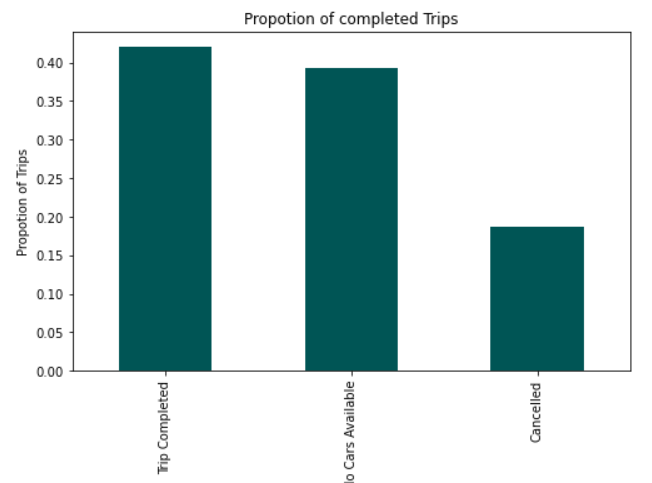 Propotion of completed Trips
Propotion of Trips
0.40
0.35
0.30
0.25
0.20
0.15
0.10
0.05
0.00
Trip Completed
lo Cars Available
Cancelled